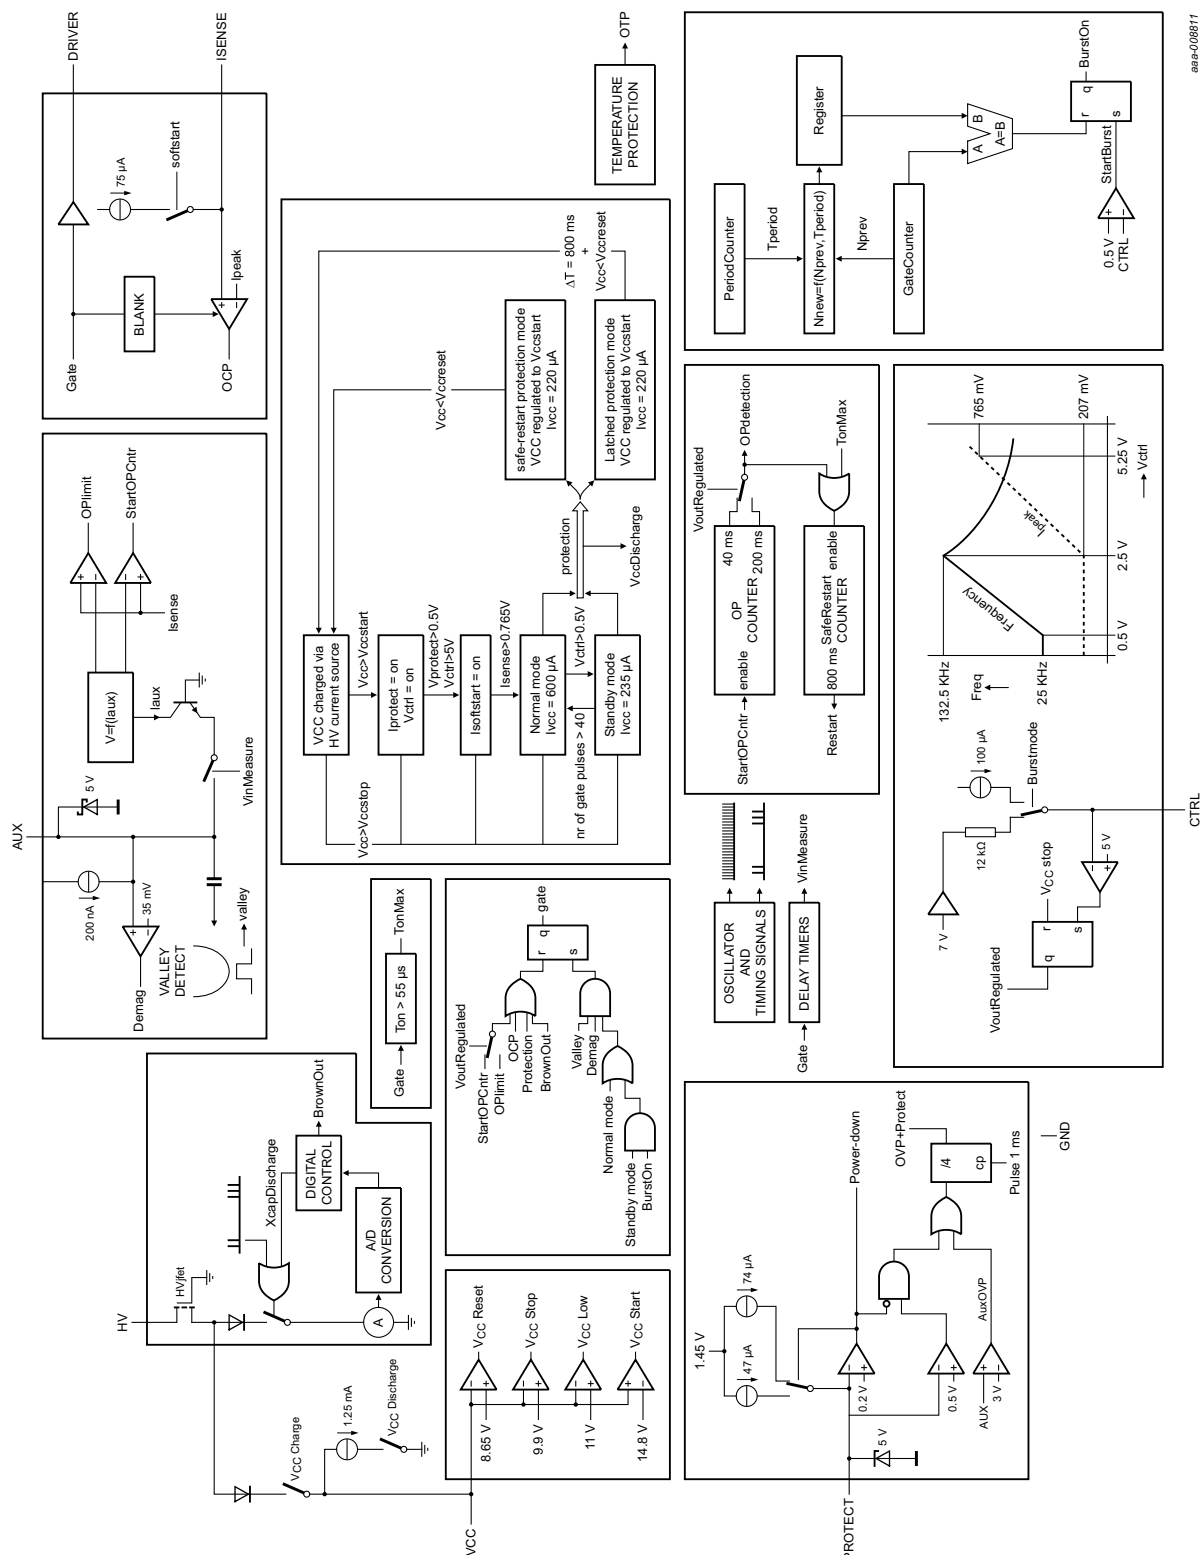 DRIVER
ISENSE
75 µA
softstart
Gate
BLANK
Ipeak
+
−
OCP
TEMPERATURE
PROTECTION
OTP
PeriodCounter
Tperiod
Nnew=f(Nprev,Tperiod)
Register
Nprev
GateCounter
A
B
A=B
0.5 V
CTRL
+
−
StartBurst
r
q
s
BurstOn
aaa-008811
AUX
5 V
200 nA
35 mV
+
−
Demag
VALLEY
DETECT
valley
V=f(Iaux)
Iaux
VinMeasure
OPlimit
StartOPCntr
+
−
−
+
Isense
VCC charged via
HV current source
Vcc>Vccstart
Iprotect = on
Vctrl = on
Vprotect>0.5V
Vctrl>5V
Isoftstart = on
Isense>0.765V
Normal mode
Ivcc = 600 µA
Vctrl>0.5V
nr of gate pulses > 40
Standby mode
Ivcc = 235 µA
Vcc>Vccstop
protection
VccDischarge
safe-restart protection mode
VCC regulated to Vccstart
Ivcc = 220 µA
Latched protection mode
VCC regulated to Vccstart
Ivcc = 220 µA
Vcc<Vccreset
ΔT = 800 ms
+
Vcc<Vccreset
StartOPCntr
enable
OP
COUNTER
40 ms
200 ms
VoutRegulated
OPdetection
TonMax
Restart
800 ms
SafeRestart
COUNTER
enable
132.5 KHz
Freq
25 KHz
Frequency
Ipeak
765 mV
207 mV
0.5 V
2.5 V
5.25 V
Vctrl
HV
HVjfet
XcapDischarge
DIGITAL
CONTROL
BrownOut
A/D
CONVERSION
A
Gate
Ton > 55 µs
TonMax
VoutRegulated
StartOPCntr
OPlimit
OCP
Protection
BrownOut
Valley
Demag
Normal mode
Standby mode
BurstOn
r
q
s
gate
OSCILLATOR
AND
TIMING SIGNALS
Gate
DELAY TIMERS
VinMeasure
7 V
12 kΩ
100 µA
Burstmode
VoutRegulated
VCC stop
q
r
s
−
+
5 V
CTRL
VCC Charge
1.25 mA
VCC Discharge
VCC
VCC Reset
−
+
8.65 V
VCC Stop
−
+
9.9 V
VCC Low
−
+
11 V
VCC Start
+
−
14.8 V
1.45 V
47 µA
74 µA
Power-down
−
+
0.2 V
−
+
0.5 V
AuxOVP
+
−
AUX
3 V
5 V
PROTECT
OVP+Protect
/4
cp
Pulse 1 ms
GND